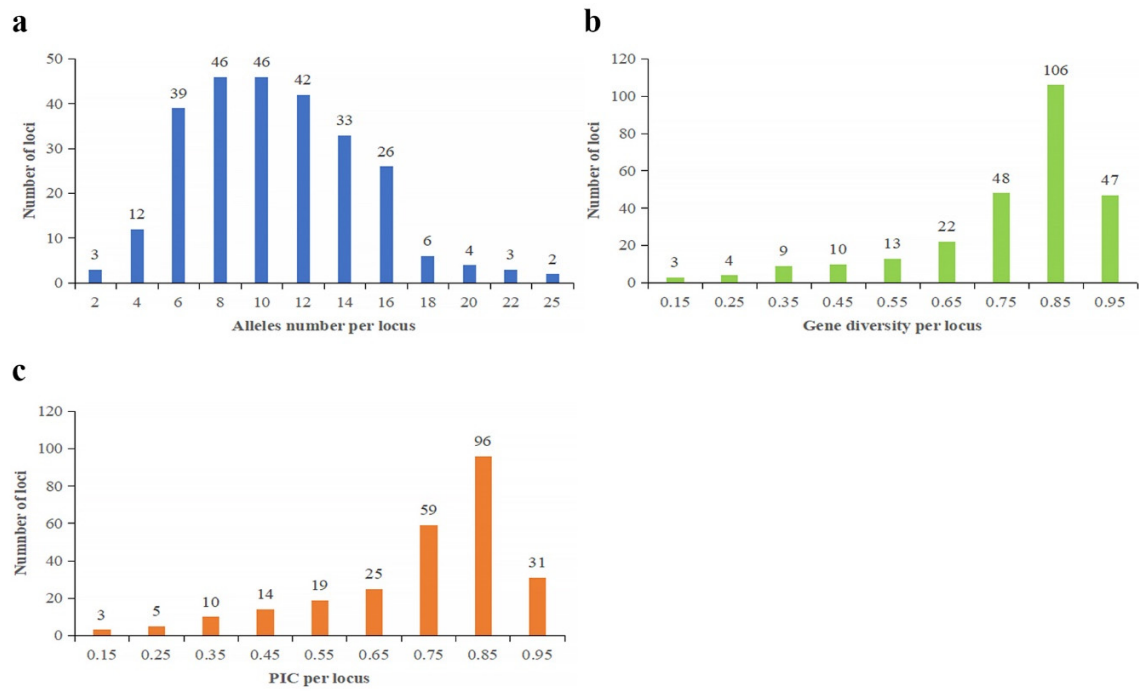 a
50
40
30
20
10
0
Number of loci
3 12 39 46 46 42 33 26 6 4 3 2
2 4 6 8 10 12 14 16 18 20 22 25
Alleles number per locus
b
120
100
80
60
40
20
0
Number of loci
3 4 9 10 13 22 48 106 47
0.15 0.25 0.35 0.45 0.55 0.65 0.75 0.85 0.95
Gene diversity per locus
c
120
100
80
60
40
20
0
Numnber of loci
3 5 10 14 19 25 59 96 31
0.15 0.25 0.35 0.45 0.55 0.65 0.75 0.85 0.95
PIC per locus